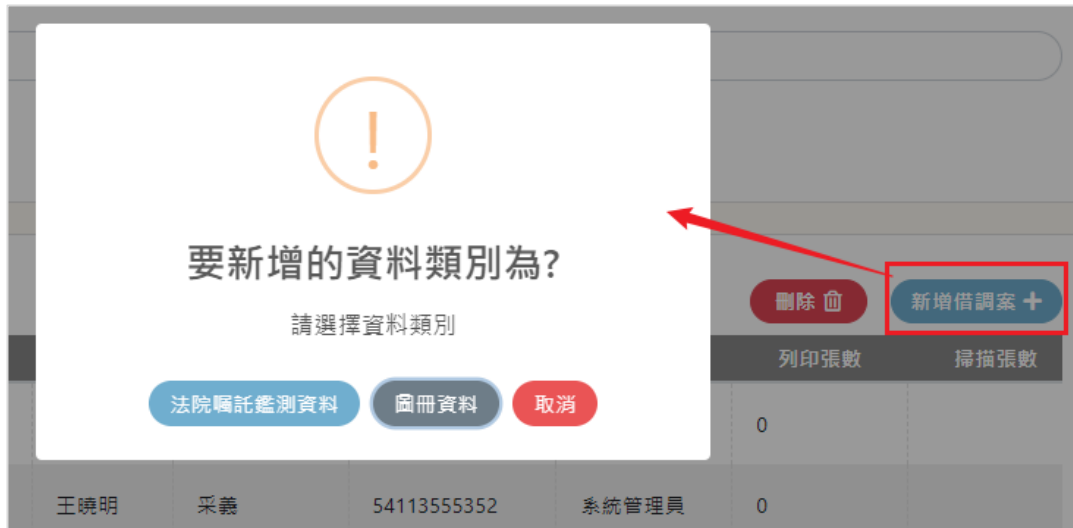 !
要新增的資料類別為?
請選擇資料類別
法院囑託鑑測資料 圖冊資料 取消
刪除 新增借調案 +
列印張數 掃描張數
0
王曉明 采義 54113555352 系統管理員 0